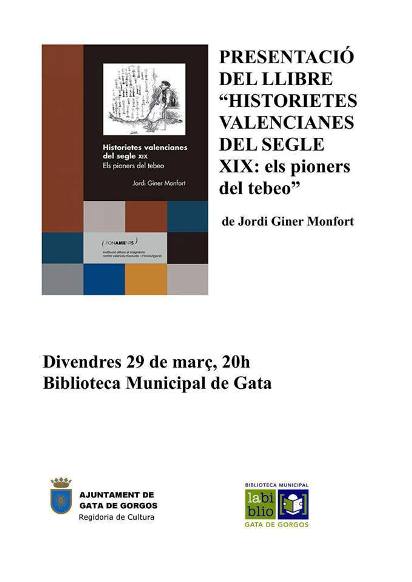 PRESENTACIÓ
DEL LLIBRE
“HISTORIETES
VALENCIANES
DEL SEGLE
XIX: els pioners
del tebeo”
de Jordi Giner Monfort
Historietes valencianes
del segle XIX
Els pioners del tebeo
Jordi Giner Monfort
Divendres 29 de març, 20h
Biblioteca Municipal de Gata
AJUNTAMENT DE
GATA DE GORGOS
Regidoria de Cultura
BIBLIOTECA MUNICIPAL
la bi
blio
GATA DE GORGOS